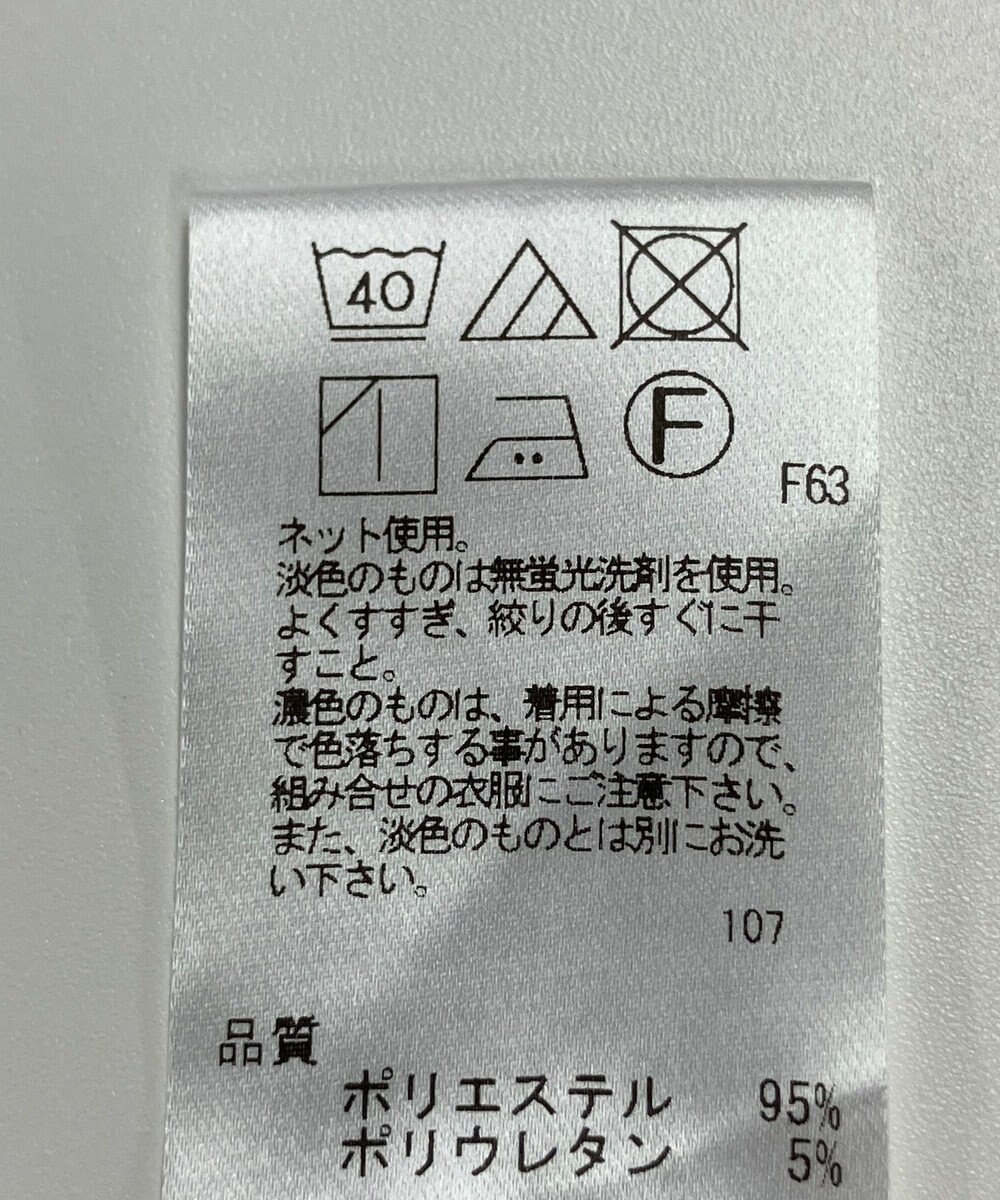 40
F
F63
ネット使用。
淡色のものは無蛍光洗剤を使用。
よくすすぎ、絞りの後すぐに干
すこと。
濃色のものは、着用による摩擦
で色落ちする事がありますので、
組み合せの衣服にご注意下さい。
また、淡色のものとは別にお洗
い下さい。
107
品質
ポリエステル 95%
ポリウレタン 5%